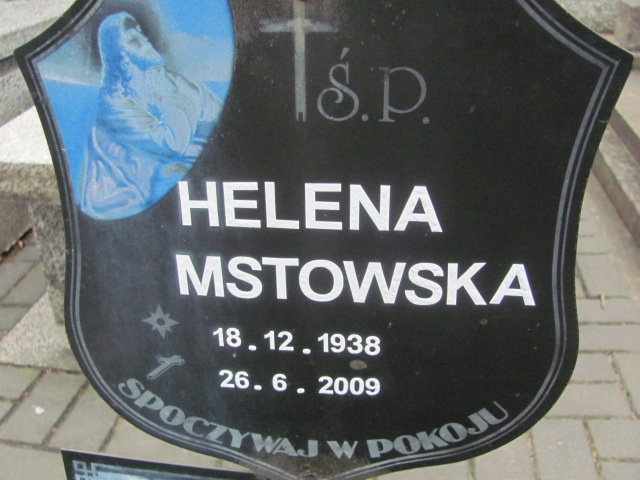 Ś.P.
HELENA
MSTOWSKA
18.12.1938
26.6.2009
SPOCZYWAJ W POKOJU